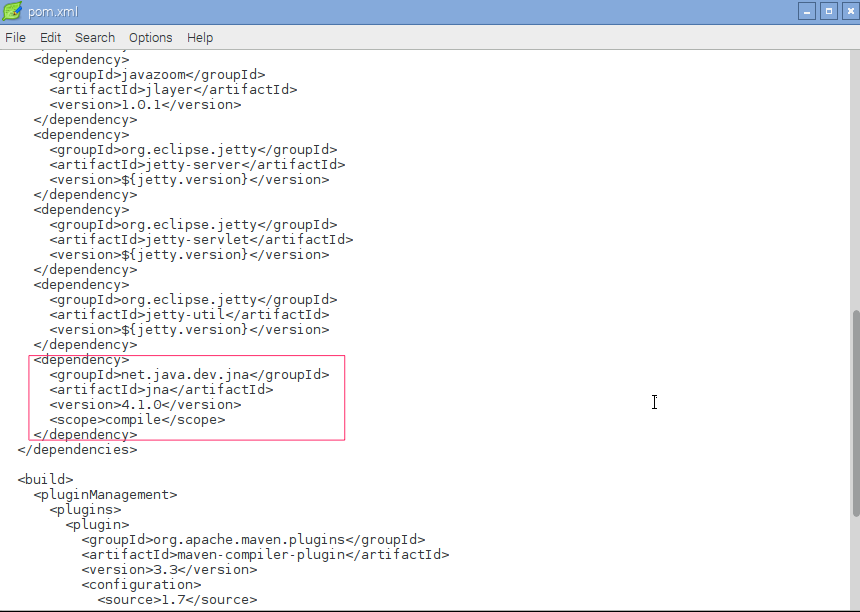 pom.xml
File Edit Search Options Help
<dependency>
<groupId>javazoom</groupId>
<artifactId>jlayer</artifactId>
<version>1.0.1</version>
</dependency>
<dependency>
<groupId>org.eclipse.jetty</groupId>
<artifactId>jetty-server</artifactId>
<version>${jetty.version}</version>
</dependency>
<dependency>
<groupId>org.eclipse.jetty</groupId>
<artifactId>jetty-servlet</artifactId>
<version>${jetty.version}</version>
</dependency>
<dependency>
<groupId>org.eclipse.jetty</groupId>
<artifactId>jetty-util</artifactId>
<version>${jetty.version}</version>
</dependency>
<dependency>
<groupId>net.java.dev.jna</groupId>
<artifactId>jna</artifactId>
<version>4.1.0</version>
<scope>compile</scope>
</dependency>
</dependencies>
<build>
<pluginManagement>
<plugins>
<plugin>
<groupId>org.apache.maven.plugins</groupId>
<artifactId>maven-compiler-plugin</artifactId>
<version>3.3</version>
<configuration>
<source>1.7</source>